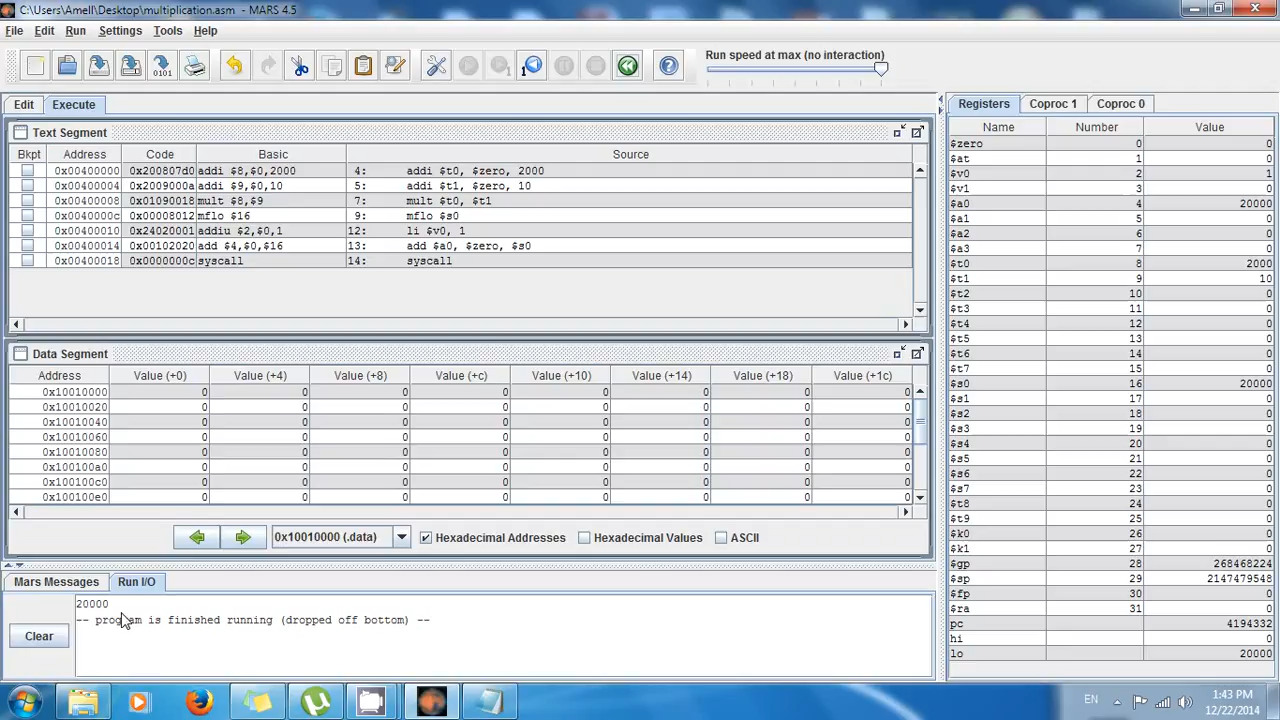 C:\Users\Amell\Desktop\multiplication.asm - MARS 4.5
File Edit Run Settings Tools Help
Run speed at max (no interaction)
Edit Execute
Text Segment
Bkpt Address Code Basic Source
0x00400000 0x200807d0 addi $8,$0,2000 4: addi $t0, $zero, 2000
0x00400004 0x2009000a addi $9,$0,10 5: addi $t1, $zero, 10
0x00400008 0x01090018 mult $8,$9 7: mult $t0, $t1
0x0040000c 0x00008012 mflo $16 9: mflo $s0
0x00400010 0x24020001 addiu $2,$0,1 12: li $v0, 1
0x00400014 0x00102020 add $4,$0,$16 13: add $a0, $zero, $s0
0x00400018 0x0000000c syscall 14: syscall
Data Segment
Address Value (+0) Value (+4) Value (+8) Value (+c) Value (+10) Value (+14) Value (+18) Value (+1c)
0x10010000 0 0 0 0 0 0 0 0
0x10010020 0 0 0 0 0 0 0 0
0x10010040 0 0 0 0 0 0 0 0
0x10010060 0 0 0 0 0 0 0 0
0x10010080 0 0 0 0 0 0 0 0
0x100100a0 0 0 0 0 0 0 0 0
0x100100c0 0 0 0 0 0 0 0 0
0x100100e0 0 0 0 0 0 0 0 0
0x10010000 (.data) Hexadecimal Addresses Hexadecimal Values ASCII
Mars Messages Run I/O
20000
-- program is finished running (dropped off bottom) --
Clear
Registers Coproc 1 Coproc 0
Name Number Value
$zero 0 0
$at 1 0
$v0 2 1
$v1 3 0
$a0 4 20000
$a1 5 0
$a2 6 0
$a3 7 0
$t0 8 2000
$t1 9 10
$t2 10 0
$t3 11 0
$t4 12 0
$t5 13 0
$t6 14 0
$t7 15 0
$s0 16 20000
$s1 17 0
$s2 18 0
$s3 19 0
$s4 20 0
$s5 21 0
$s6 22 0
$s7 23 0
$t8 24 0
$t9 25 0
$k0 26 0
$k1 27 0
$gp 28 268468224
$sp 29 2147479548
$fp 30 0
$ra 31 0
pc 4194332
hi 0
lo 20000
EN 1:43 PM
12/22/2014